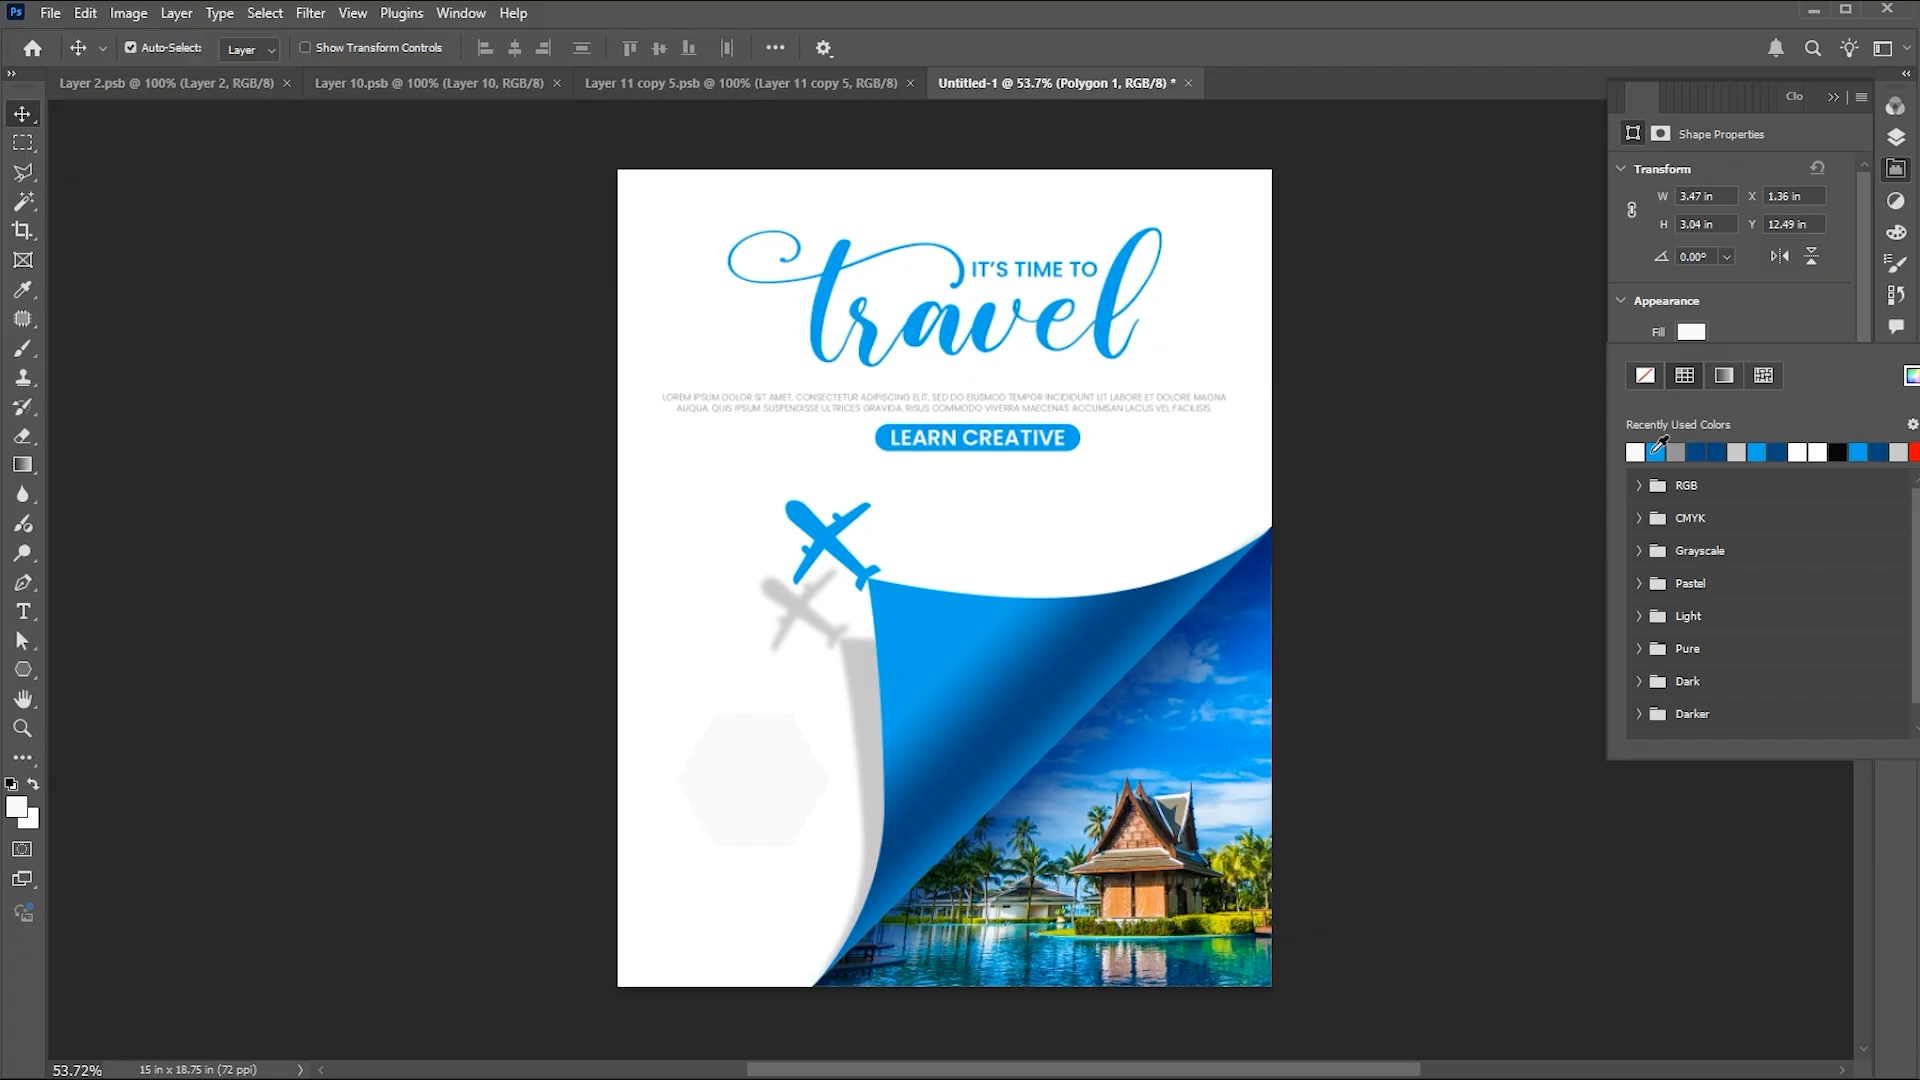 Ps File Edit Image Layer Type Select Filter View Plugins Window Help
Auto-Select: Layer Show Transform Controls
Layer 2.psb @ 100% (Layer 2, RGB/8) Layer 10.psb @ 100% (Layer 10, RGB/8) Layer 11 copy 5.psb @ 100% (Layer 11 copy 5, RGB/8) Untitled-1 @ 53.7% (Polygon 1, RGB/8) *
Clo
Shape Properties
Transform
W 3.47 in X 1.36 in
H 3.04 in Y 12.49 in
0.00°
Appearance
Fill
Recently Used Colors
RGB
CMYK
Grayscale
Pastel
Light
Pure
Dark
Darker
IT'S TIME TO
travel
LOREM IPSUM DOLOR SIT AMET, CONSECTETUR ADIPISCING ELIT, SED DO EIUSMOD TEMPOR INCIDIDUNT UT LABORE ET DOLORE MAGNA
ALIQUA. QUIS IPSUM SUSPENDISSE ULTRICES GRAVIDA. RISUS COMMODO VIVERRA MAECENAS ACCUMSAN LACUS VEL FACILISIS.
LEARN CREATIVE
53.72% 15 in x 18.75 in (72 ppi)